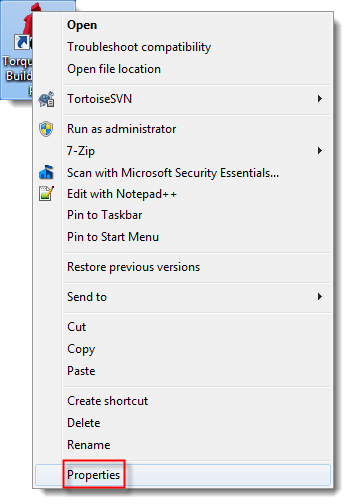 Torqu
Build
Open
Troubleshoot compatibility
Open file location
TortoiseSVN
Run as administrator
7-Zip
Scan with Microsoft Security Essentials...
Edit with Notepad++
Pin to Taskbar
Pin to Start Menu
Restore previous versions
Send to
Cut
Copy
Paste
Create shortcut
Delete
Rename
Properties